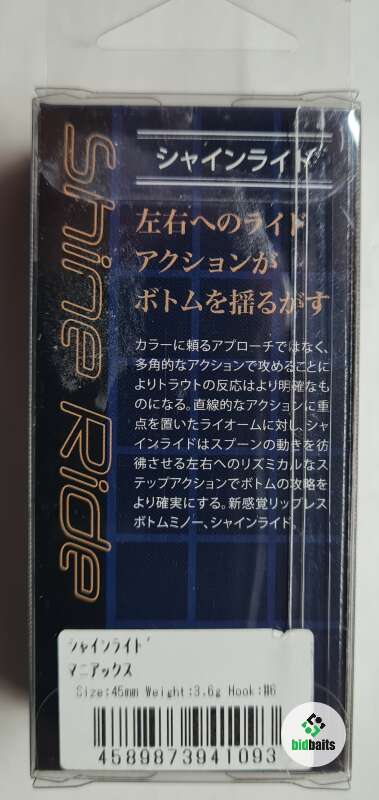 Shine Ride
シャインライド
左右へのライド
アクションが
ボトムを揺るがす
カラーに頼るアプローチではなく、
多角的なアクションで攻めることに
よりトラウトの反応はより明確なも
のになる。直線的なアクションに重
点を置いたライオームに対し、シャ
インライドはスプーンの動きを彷
彿させる左右へのリズミカルなス
テップアクションでボトムの攻略を
より確実にする。新感覚リップレス
ボトムミノー、シャインライド。
シャインライド
マニアックス
Size:45mm Weight:3.6g Hook:#6
4589873941093
bidbaits